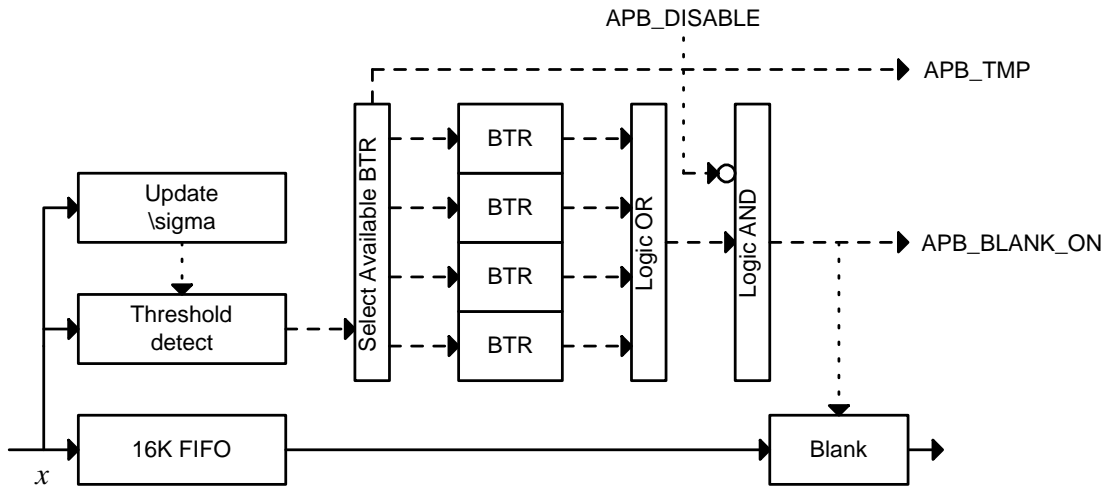 APB_DISABLE
APB_TMP
Select Available BTR
BTR
BTR
BTR
BTR
Logic OR
Logic AND
Update
\sigma
APB_BLANK_ON
Threshold
detect
16K FIFO
Blank
x